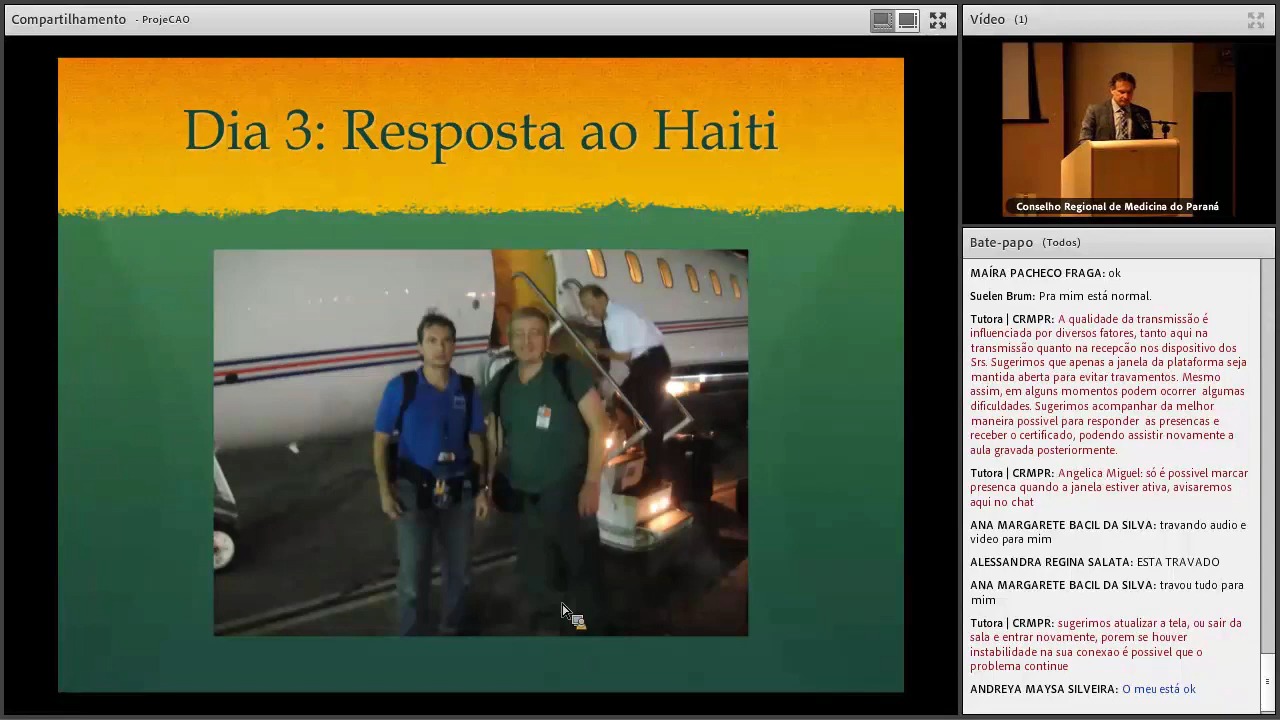 Compartilhamento - ProjeCAO
Dia 3: Resposta ao Haiti
Vídeo (1)
Conselho Regional de Medicina do Paraná
Bate-papo (Todos)
MAÍRA PACHECO FRAGA: ok
Suelen Brum: Pra mim está normal.
Tutora | CRMPR: A qualidade da transmissão é
influenciada por diversos fatores, tanto aqui na
transmissão quanto na recepcão nos dispositivo dos
Srs. Sugerimos que apenas a janela da plataforma seja
mantida aberta para evitar travamentos. Mesmo
assim, em alguns momentos podem ocorrer algumas
dificuldades. Sugerimos acompanhar da melhor
maneira possivel para responder as presencas e
receber o certificado, podendo assistir novamente a
aula gravada posteriormente.
Tutora | CRMPR: Angelica Miguel: só é possivel marcar
presenca quando a janela estiver ativa, avisaremos
aqui no chat
ANA MARGARETE BACIL DA SILVA: travando audio e
video para mim
ALESSANDRA REGINA SALATA: ESTA TRAVADO
ANA MARGARETE BACIL DA SILVA: travou tudo para
mim
Tutora | CRMPR: sugerimos atualizar a tela, ou sair da
sala e entrar novamente, porem se houver
instabilidade na sua conexao é possivel que o
problema continue
ANDREYA MAYSA SILVEIRA: O meu está ok